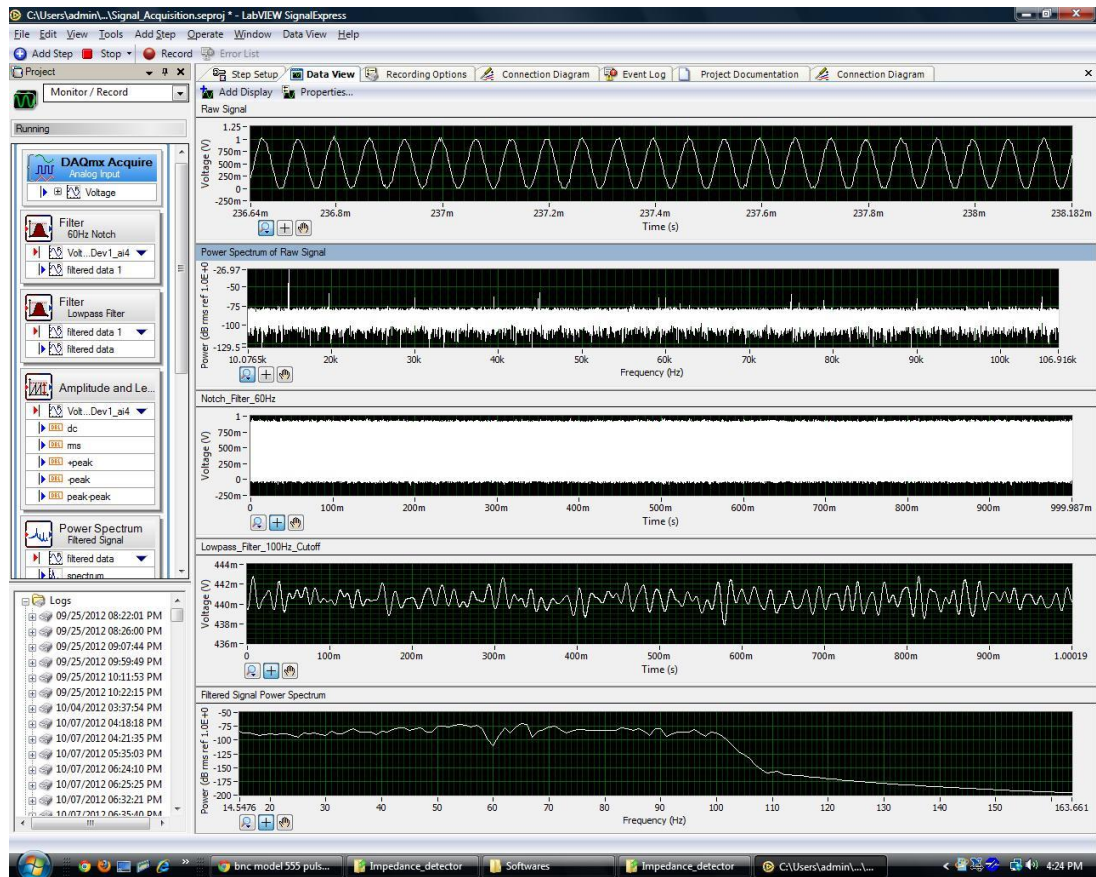 C:\Users\admin\...\Signal_Acquisition.seproj * - LabVIEW SignalExpress
File Edit View Tools Add Step Operate Window Data View Help
Add Step Stop Record Error List
Project
Monitor / Record
Running
DAQmx Acquire
Analog Input
Voltage
Filter
60Hz Notch
Volt...Dev1_ai4
filtered data 1
Filter
Lowpass Filter
filtered data 1
filtered data
Amplitude and Le...
Volt...Dev1_ai4
dc
rms
+peak
-peak
peak-peak
Power Spectrum
Filtered Signal
filtered data
spectrum
Logs
09/25/2012 08:22:01 PM
09/25/2012 08:26:00 PM
09/25/2012 09:07:44 PM
09/25/2012 09:59:49 PM
09/25/2012 10:11:53 PM
09/25/2012 10:22:15 PM
10/04/2012 03:37:54 PM
10/07/2012 04:18:18 PM
10/07/2012 04:21:35 PM
10/07/2012 05:35:03 PM
10/07/2012 06:24:10 PM
10/07/2012 06:25:25 PM
10/07/2012 06:32:21 PM
10/07/2012 06:35:40 PM
Step Setup Data View Recording Options Connection Diagram Event Log Project Documentation Connection Diagram
Add Display Properties...
Raw Signal
Voltage (V)
1.25
1
750m
500m
250m
0
-250m
236.64m 236.8m 237m 237.2m 237.4m 237.6m 237.8m 238m 238.182m
Time (s)
Power Spectrum of Raw Signal
Power (dB rms ref 1.0E+0
-26.97
-50
-75
-100
-129.5
10.0765k 20k 30k 40k 50k 60k 70k 80k 90k 100k 106.916k
Frequency (Hz)
Notch_Filter_60Hz
Voltage (V)
1
750m
500m
250m
0
-250m
0 100m 200m 300m 400m 500m 600m 700m 800m 900m 999.987m
Time (s)
Lowpass_Filter_100Hz_Cutoff
Voltage (V)
444m
442m
440m
438m
436m
0 100m 200m 300m 400m 500m 600m 700m 800m 900m 1.00019
Time (s)
Filtered Signal Power Spectrum
Power (dB rms ref 1.0E+0
-50
-75
-100
-125
-150
-175
-200
14.5476 20 30 40 50 60 70 80 90 100 110 120 130 140 150 163.661
Frequency (Hz)
bnc model 555 puls... Impedance_detector Softwares Impedance_detector C:\Users\admin\...\... 4:24 PM